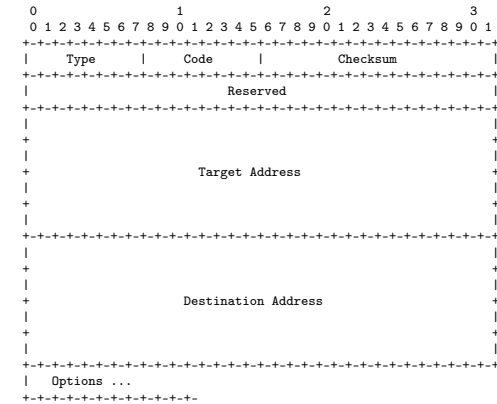 0                   1                   2                   3
0 1 2 3 4 5 6 7 8 9 0 1 2 3 4 5 6 7 8 9 0 1 2 3 4 5 6 7 8 9 0 1
+-+-+-+-+-+-+-+-+-+-+-+-+-+-+-+-+-+-+-+-+-+-+-+-+-+-+-+-+-+-+-+-+
|     Type      |     Code      |          Checksum             |
+-+-+-+-+-+-+-+-+-+-+-+-+-+-+-+-+-+-+-+-+-+-+-+-+-+-+-+-+-+-+-+-+
|                           Reserved                            |
+-+-+-+-+-+-+-+-+-+-+-+-+-+-+-+-+-+-+-+-+-+-+-+-+-+-+-+-+-+-+-+-+
|                                                               |
+                                                               +
|                                                               |
+                       Target Address                          +
|                                                               |
+                                                               +
|                                                               |
+-+-+-+-+-+-+-+-+-+-+-+-+-+-+-+-+-+-+-+-+-+-+-+-+-+-+-+-+-+-+-+-+
|                                                               |
+                                                               +
|                                                               |
+                     Destination Address                       +
|                                                               |
+                                                               +
|                                                               |
+-+-+-+-+-+-+-+-+-+-+-+-+-+-+-+-+-+-+-+-+-+-+-+-+-+-+-+-+-+-+-+-+
|   Options ...
+-+-+-+-+-+-+-+-+-+-+-+-